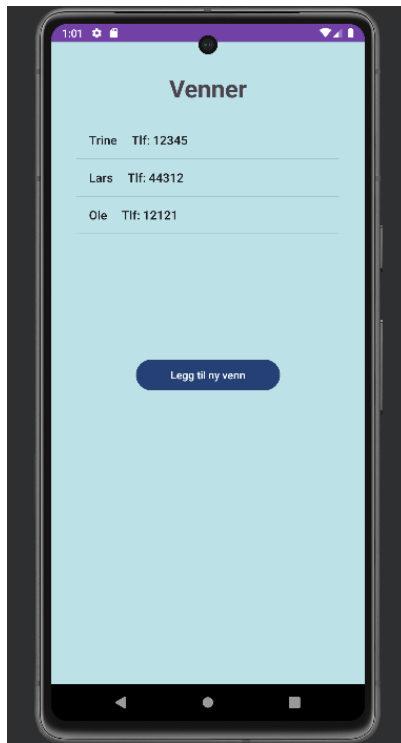 1:01
Venner
Trine Tlf: 12345
Lars Tlf: 44312
Ole Tlf: 12121
Legg til ny venn